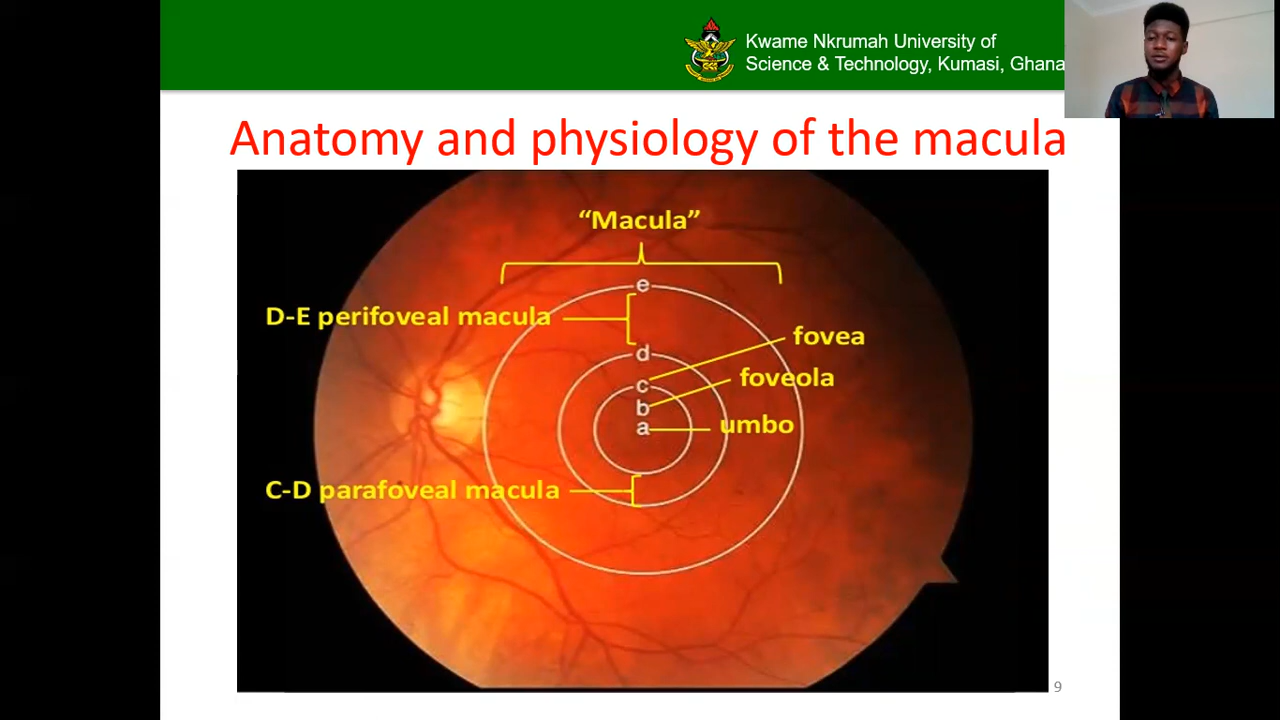 Kwame Nkrumah University of
Science & Technology, Kumasi, Ghana
Anatomy and physiology of the macula
“Macula”
e
D-E perifoveal macula
fovea
d
foveola
c
b
a
umbo
C-D parafoveal macula
9